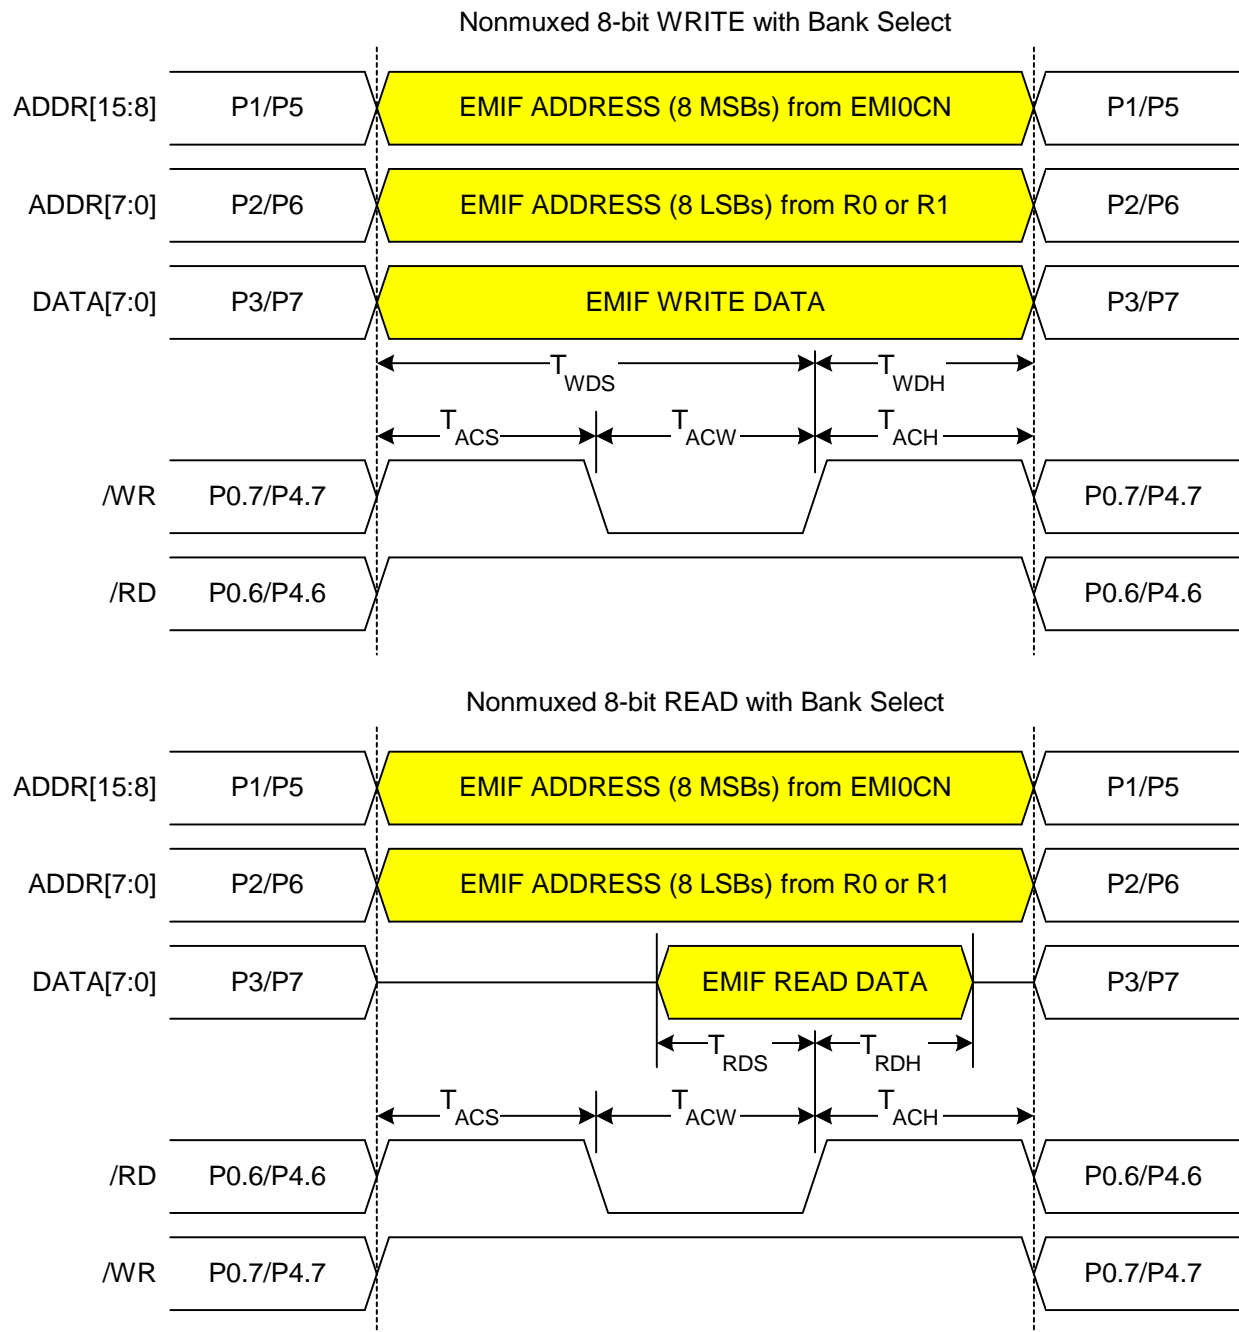 Nonmuxed 8-bit WRITE with Bank Select
ADDR[15:8] P1/P5 EMIF ADDRESS (8 MSBs) from EMI0CN P1/P5
ADDR[7:0] P2/P6 EMIF ADDRESS (8 LSBs) from R0 or R1 P2/P6
DATA[7:0] P3/P7 EMIF WRITE DATA P3/P7
TWDS TWDH
TACS TACW TACH
/WR P0.7/P4.7 P0.7/P4.7
/RD P0.6/P4.6 P0.6/P4.6
Nonmuxed 8-bit READ with Bank Select
ADDR[15:8] P1/P5 EMIF ADDRESS (8 MSBs) from EMI0CN P1/P5
ADDR[7:0] P2/P6 EMIF ADDRESS (8 LSBs) from R0 or R1 P2/P6
DATA[7:0] P3/P7 EMIF READ DATA P3/P7
TRDS TRDH
TACS TACW TACH
/RD P0.6/P4.6 P0.6/P4.6
/WR P0.7/P4.7 P0.7/P4.7